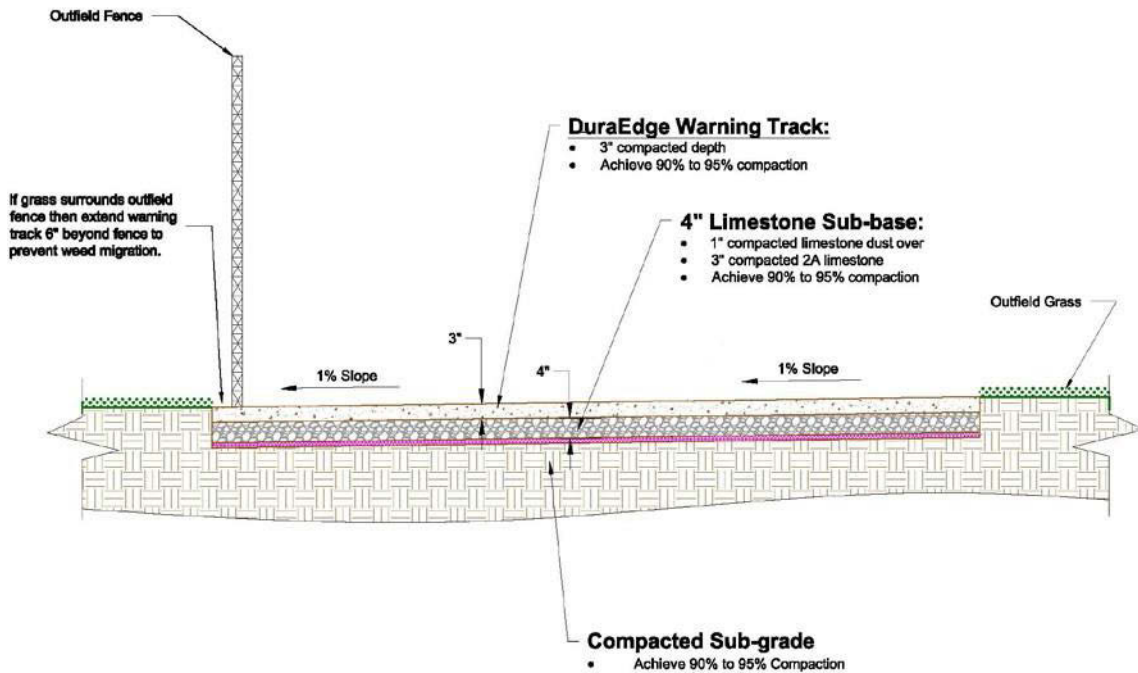 Outfield Fence
DuraEdge Warning Track:
• 3" compacted depth
• Achieve 90% to 95% compaction
If grass surrounds outfield
fence then extend warning
track 6" beyond fence to
prevent weed migration.
4" Limestone Sub-base:
• 1" compacted limestone dust over
• 3" compacted 2A limestone
• Achieve 90% to 95% compaction
Outfield Grass
3"
4"
1% Slope
1% Slope
Compacted Sub-grade
• Achieve 90% to 95% Compaction